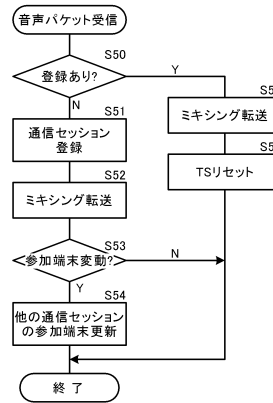 音声パケット受信
S50
登録あり?
Y
N
S51
通信セッション
登録
S5
ミキシング転送
S52
ミキシング転送
S5
TSリセット
S53
参加端末変動?
N
Y
S54
他の通信セッション
の参加端末更新
終 了